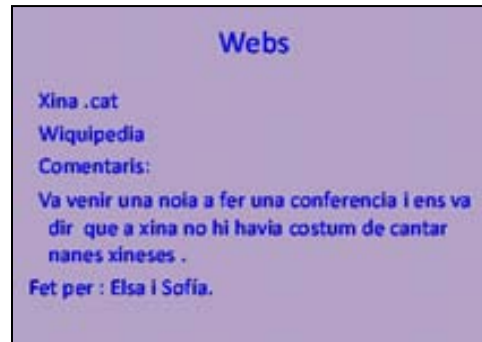 Webs
Xina .cat
Wiquipedia
Comentaris:
Va venir una noia a fer una conferencia i ens va
dir que a xina no hi havia costum de cantar
nanes xineses .
Fet per : Elsa i Sofía.